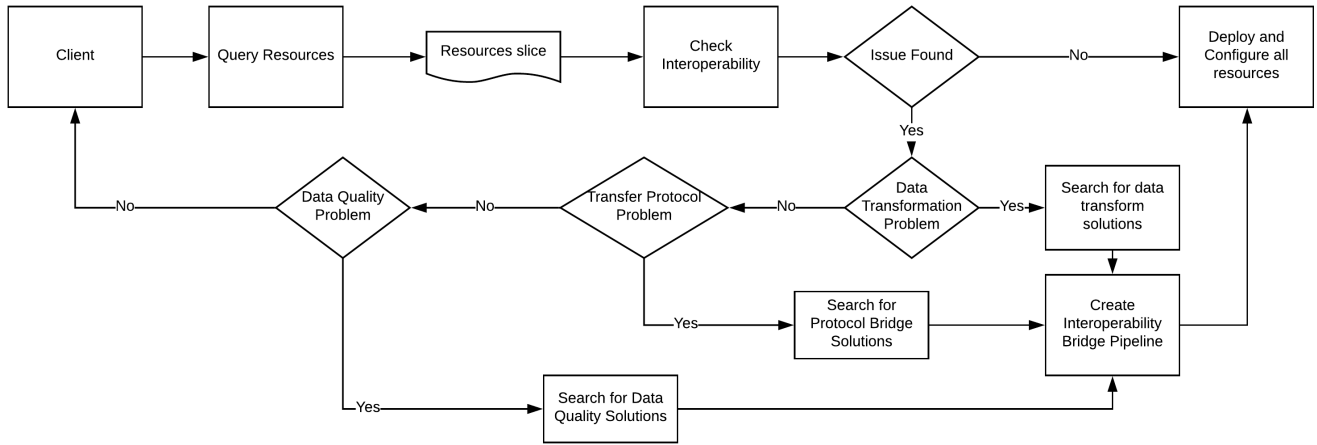 Client
Query Resources
Resources slice
Check
Interoperability
Issue Found
No
Deploy and
Configure all
resources
Yes
No
Data Quality
Problem
No
Transfer Protocol
Problem
No
Data
Transformation
Problem
Yes
Search for data
transform
solutions
Yes
Search for
Protocol Bridge
Solutions
Create
Interoperability
Bridge Pipeline
Yes
Search for Data
Quality Solutions